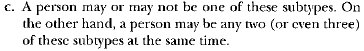 c. A person may or may not be one of these subtypes. On
the other hand, a person may be any two (or even three)
of these subtypes at the same time.